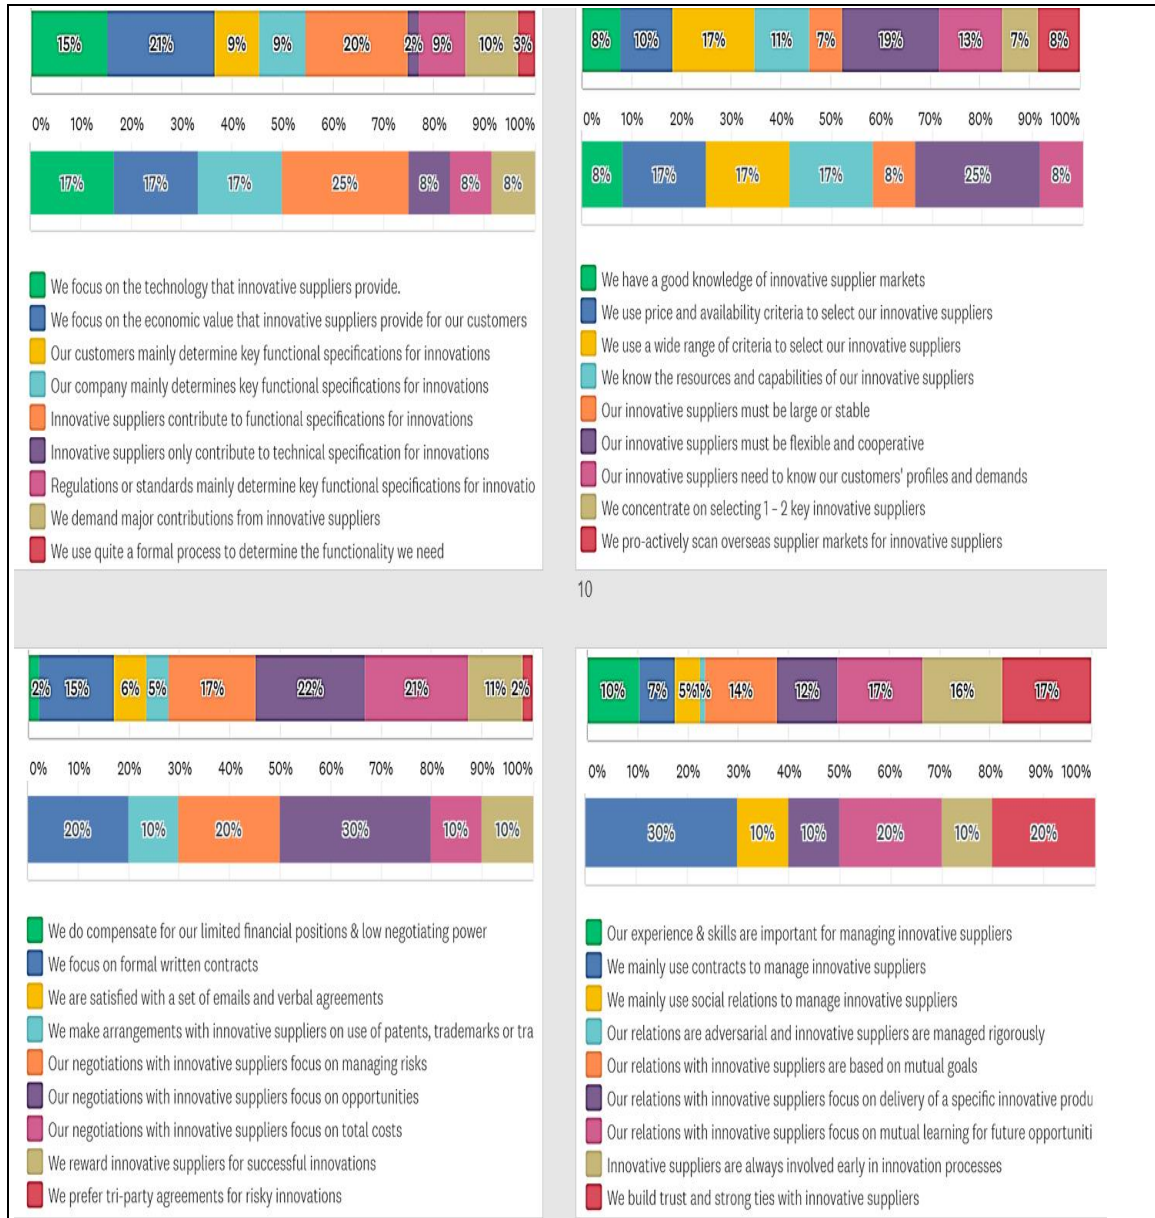 15% 21% 9% 9% 20% 2% 9% 10% 3%
0% 10% 20% 30% 40% 50% 60% 70% 80% 90% 100%
17% 17% 17% 25% 8% 8% 8%
We focus on the technology that innovative suppliers provide.
We focus on the economic value that innovative suppliers provide for our customers
Our customers mainly determine key functional specifications for innovations
Our company mainly determines key functional specifications for innovations
Innovative suppliers contribute to functional specifications for innovations
Innovative suppliers only contribute to technical specification for innovations
Regulations or standards mainly determine key functional specifications for innovatio
We demand major contributions from innovative suppliers
We use quite a formal process to determine the functionality we need
8% 10% 17% 11% 7% 19% 13% 7% 8%
0% 10% 20% 30% 40% 50% 60% 70% 80% 90% 100%
8% 17% 17% 17% 8% 25% 8%
We have a good knowledge of innovative supplier markets
We use price and availability criteria to select our innovative suppliers
We use a wide range of criteria to select our innovative suppliers
We know the resources and capabilities of our innovative suppliers
Our innovative suppliers must be large or stable
Our innovative suppliers must be flexible and cooperative
Our innovative suppliers need to know our customers' profiles and demands
We concentrate on selecting 1 - 2 key innovative suppliers
We pro-actively scan overseas supplier markets for innovative suppliers
10
2% 15% 6% 5% 17% 22% 21% 11% 2%
0% 10% 20% 30% 40% 50% 60% 70% 80% 90% 100%
20% 10% 20% 30% 10% 10%
We do compensate for our limited financial positions & low negotiating power
We focus on formal written contracts
We are satisfied with a set of emails and verbal agreements
We make arrangements with innovative suppliers on use of patents, trademarks or tra
Our negotiations with innovative suppliers focus on managing risks
Our negotiations with innovative suppliers focus on opportunities
Our negotiations with innovative suppliers focus on total costs
We reward innovative suppliers for successful innovations
We prefer tri-party agreements for risky innovations
10% 7% 5% 1% 14% 12% 17% 16% 17%
0% 10% 20% 30% 40% 50% 60% 70% 80% 90% 100%
30% 10% 10% 20% 10% 20%
Our experience & skills are important for managing innovative suppliers
We mainly use contracts to manage innovative suppliers
We mainly use social relations to manage innovative suppliers
Our relations are adversarial and innovative suppliers are managed rigorously
Our relations with innovative suppliers are based on mutual goals
Our relations with innovative suppliers focus on delivery of a specific innovative produ
Our relations with innovative suppliers focus on mutual learning for future opportuniti
Innovative suppliers are always involved early in innovation processes
We build trust and strong ties with innovative suppliers